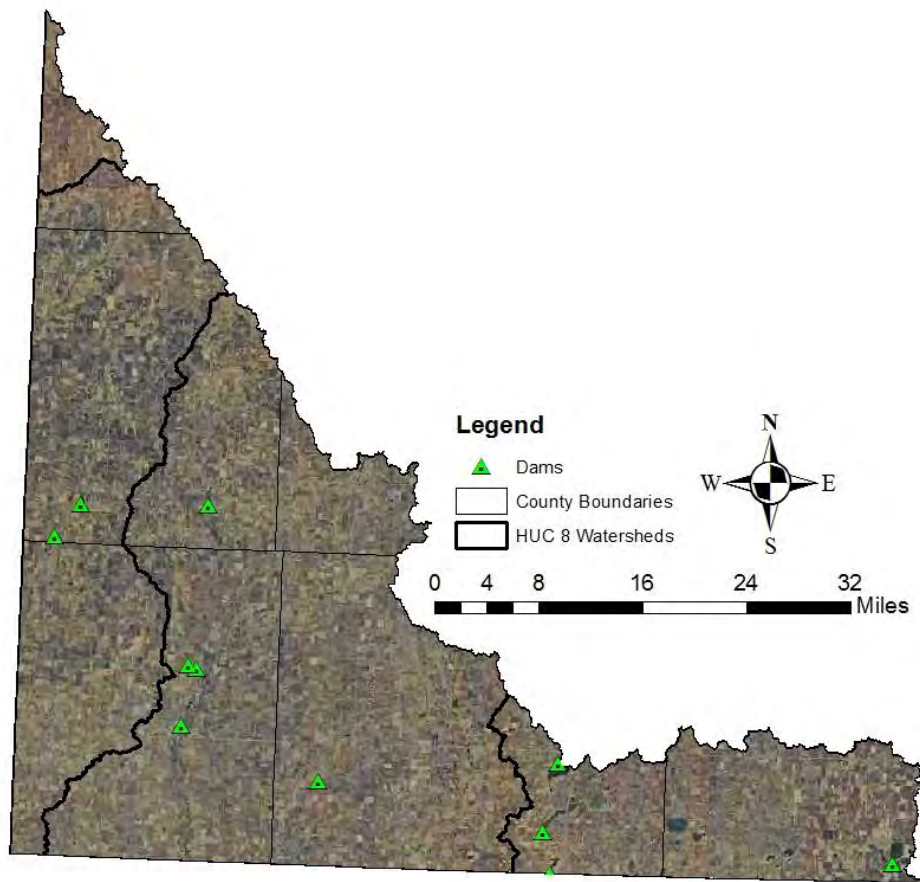 Legend
Dams
County Boundaries
HUC 8 Watersheds
N
W E
S
0 4 8 16 24 32
Miles